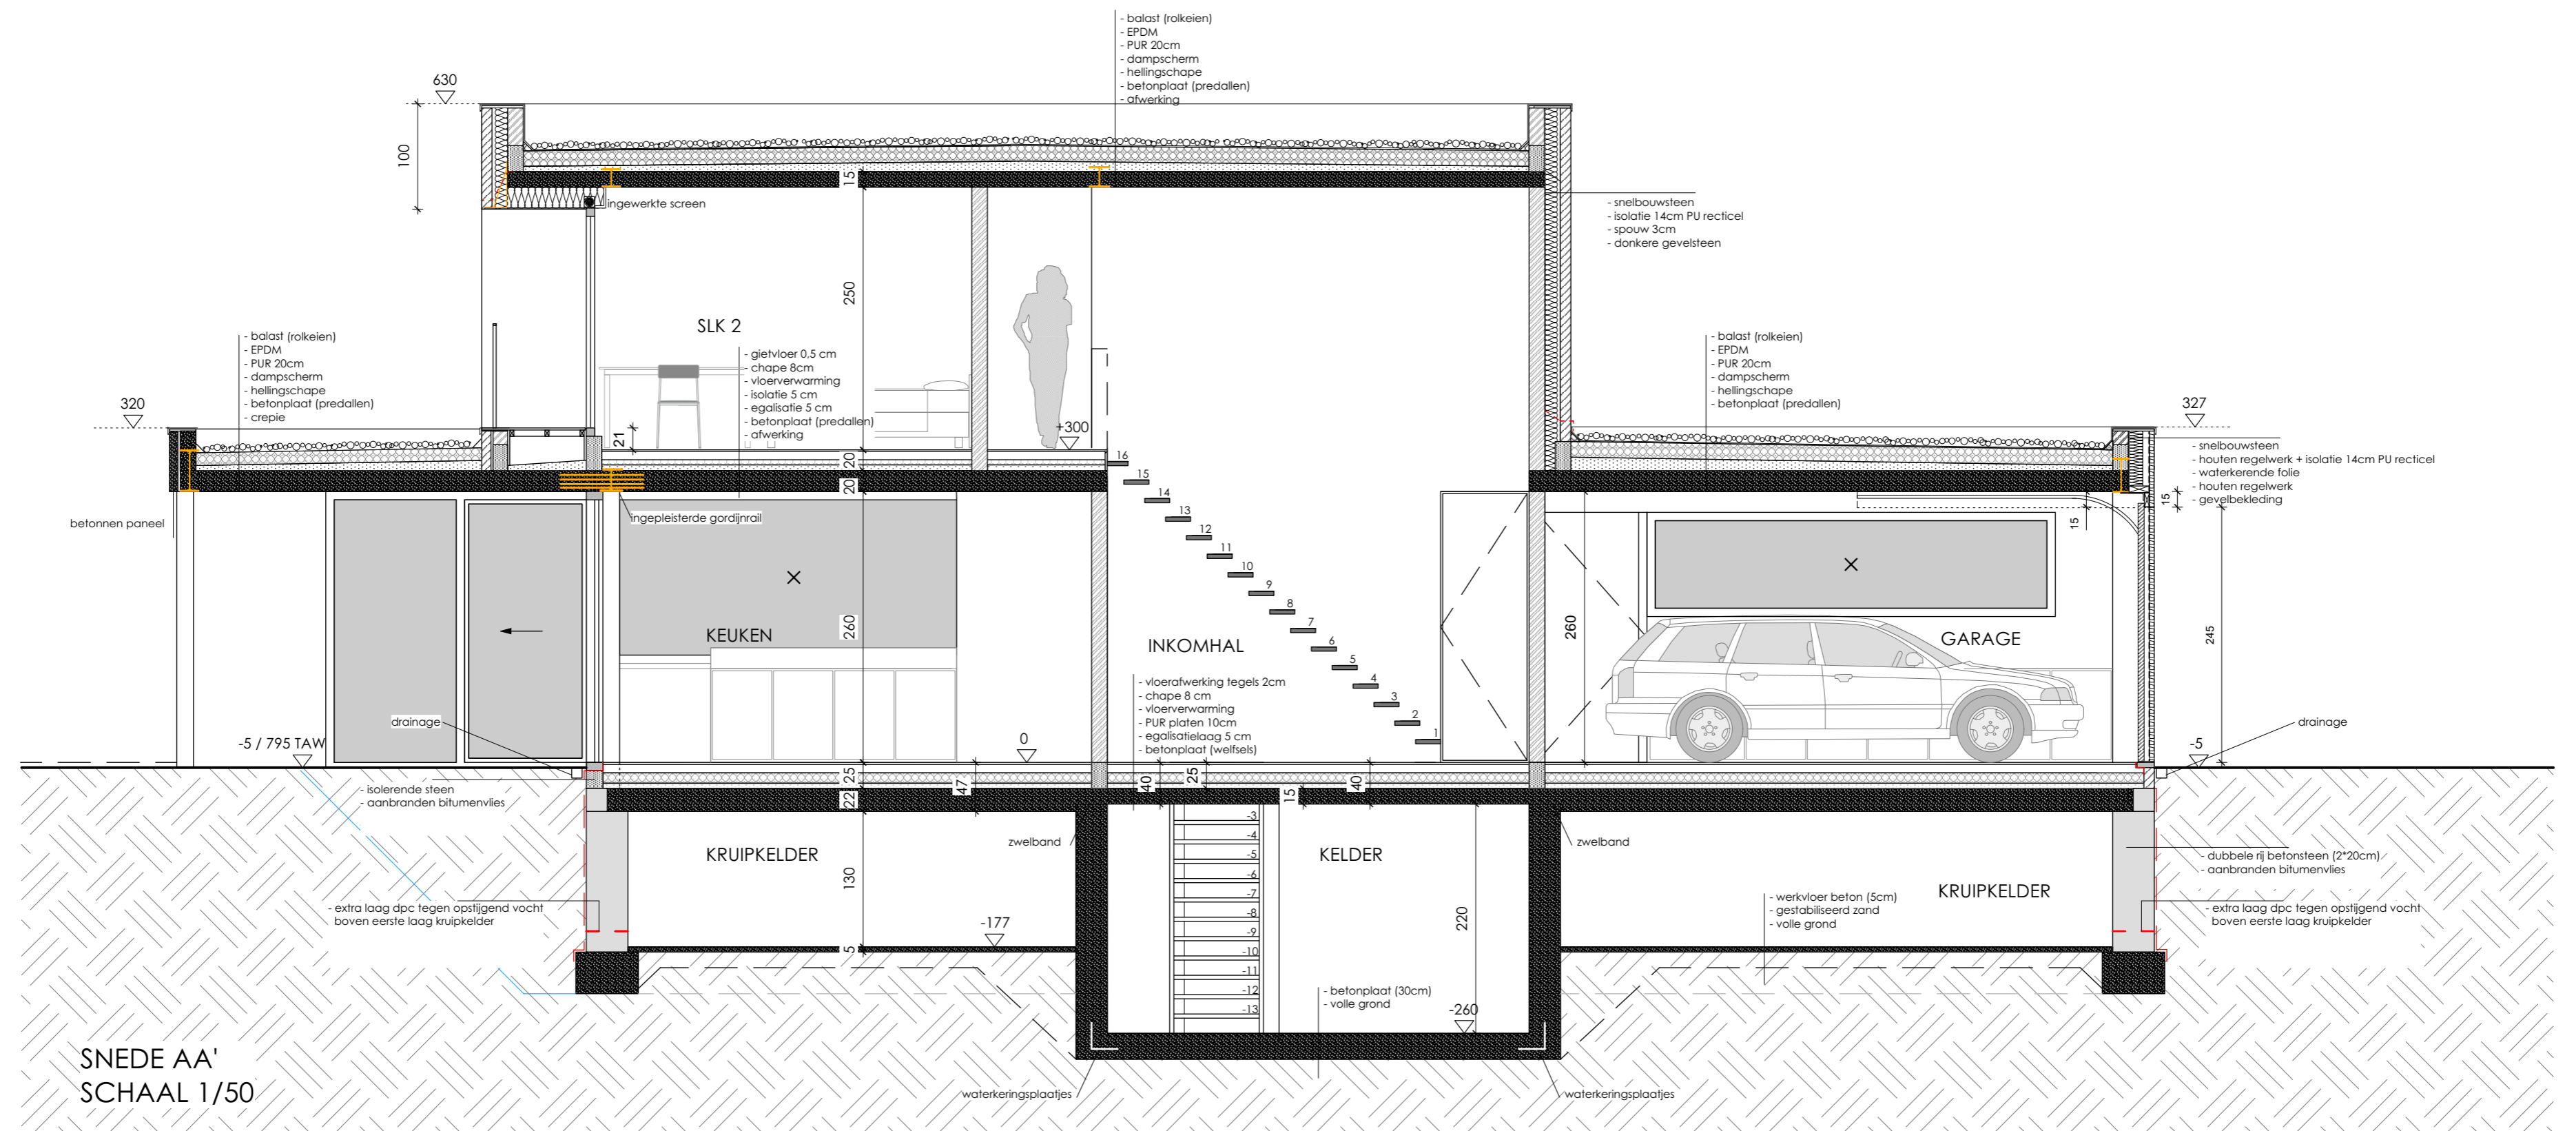 - balast (rolkeien)
- EPDM
- PUR 20cm
- dampscherm
- hellingschape
- betonplaat (predallen)
- afwerking
630
100
15
ingewerkte screen
- snelbouwsteen
- isolatie 14cm PU recticel
- spouw 3cm
- donkere gevelsteen
250
SLK 2
- balast (rolkeien)
- EPDM
- PUR 20cm
- dampscherm
- hellingschape
- betonplaat (predallen)
- crepie
- gietvloer 0,5 cm
- chape 8cm
- vloerverwarming
- isolatie 5 cm
- egalisatie 5 cm
- betonplaat (predallen)
- afwerking
- balast (rolkeien)
- EPDM
- PUR 20cm
- dampscherm
- hellingschape
- betonplaat (predallen)
320
327
21
+300
20
20
- snelbouwsteen
- houten regelwerk + isolatie 14cm PU recticel
- waterkerende folie
- houten regelwerk
- gevelbekleding
15
15
16
15
14
13
12
11
10
9
8
7
6
5
4
3
2
1
betonnen paneel
ingepleisterde gordijnrail
KEUKEN
260
INKOMHAL
260
GARAGE
245
- vloerafwerking tegels 2cm
- chape 8 cm
- vloerverwarming
- PUR platen 10cm
- egalisatielaag 5 cm
- betonplaat (welfsels)
drainage
drainage
-5 / 795 TAW
0
-5
- isolerende steen
- aanbranden bitumenvlies
25
22
47
40
25
15
40
zwelband
zwelband
KRUIPKELDER
130
KELDER
KRUIPKELDER
-3
-4
-5
-6
-7
-8
-9
-10
-11
-12
-13
220
- dubbele rij betonsteen (2*20cm)
- aanbranden bitumenvlies
- extra laag dpc tegen opstijgend vocht
boven eerste laag kruipkelder
-177
5
- werkvloer beton (5cm)
- gestabiliseerd zand
- volle grond
- extra laag dpc tegen opstijgend vocht
boven eerste laag kruipkelder
- betonplaat (30cm)
- volle grond
-260
SNEDE AA'
SCHAAL 1/50
waterkeringsplaatjes
waterkeringsplaatjes